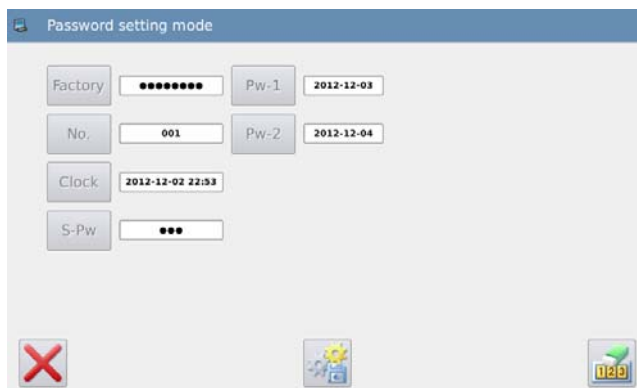 Password setting mode
Factory ●●●●●●●● Pw-1 2012-12-03
No. 001 Pw-2 2012-12-04
Clock 2012-12-02 22:53
S-Pw ●●●
123